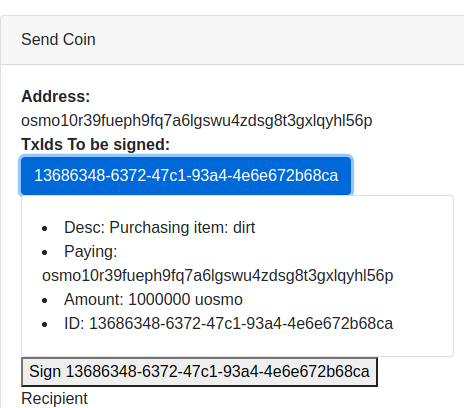 Send Coin
Address:
osmo10r39fueph9fq7a6lgswu4zdsg8t3gxlqyhl56p
TxIds To be signed:
13686348-6372-47c1-93a4-4e6e672b68ca
• Desc: Purchasing item: dirt
• Paying:
osmo10r39fueph9fq7a6lgswu4zdsg8t3gxlqyhl56p
• Amount: 1000000 uosmo
• ID: 13686348-6372-47c1-93a4-4e6e672b68ca
Sign 13686348-6372-47c1-93a4-4e6e672b68ca
Recipient